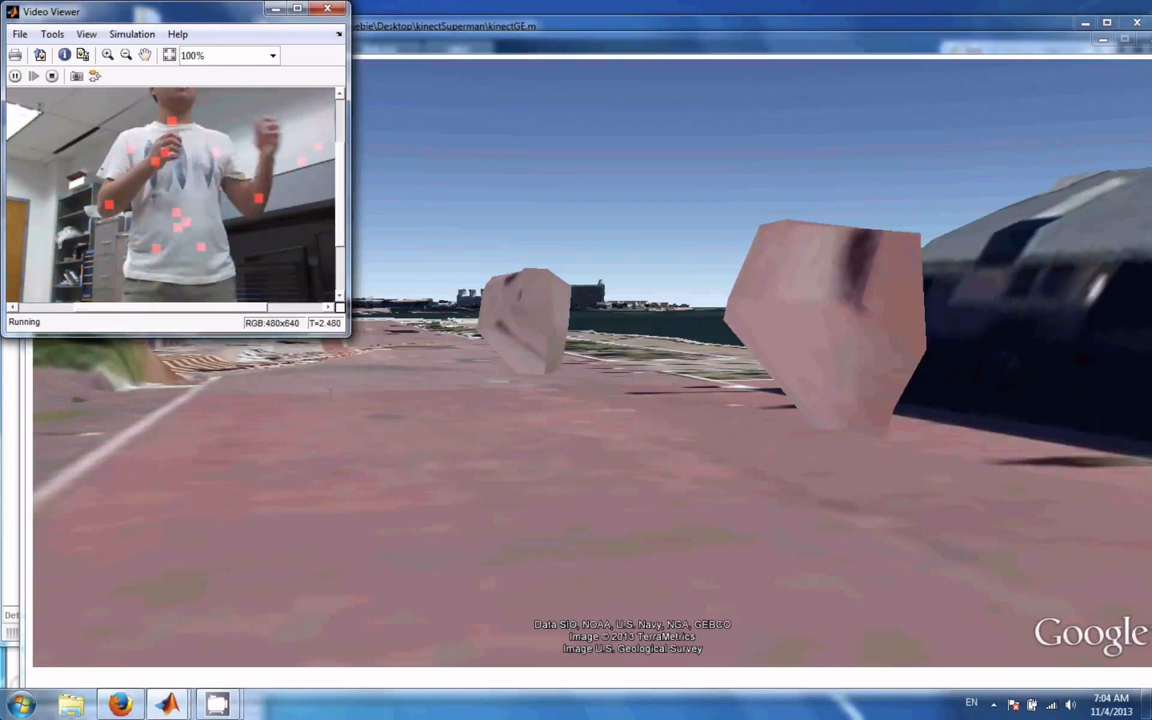 Video Viewer
ebie\Desktop\kinectSuperman\kinectGE.m
File Tools View Simulation Help
100%
Running
RGB:480x640
T=2.480
Det
Data SIO, NOAA, U.S. Navy, NGA, GEBCO
Image © 2013 TerraMetrics
Image U.S. Geological Survey
Google
EN
7:04 AM
11/4/2013